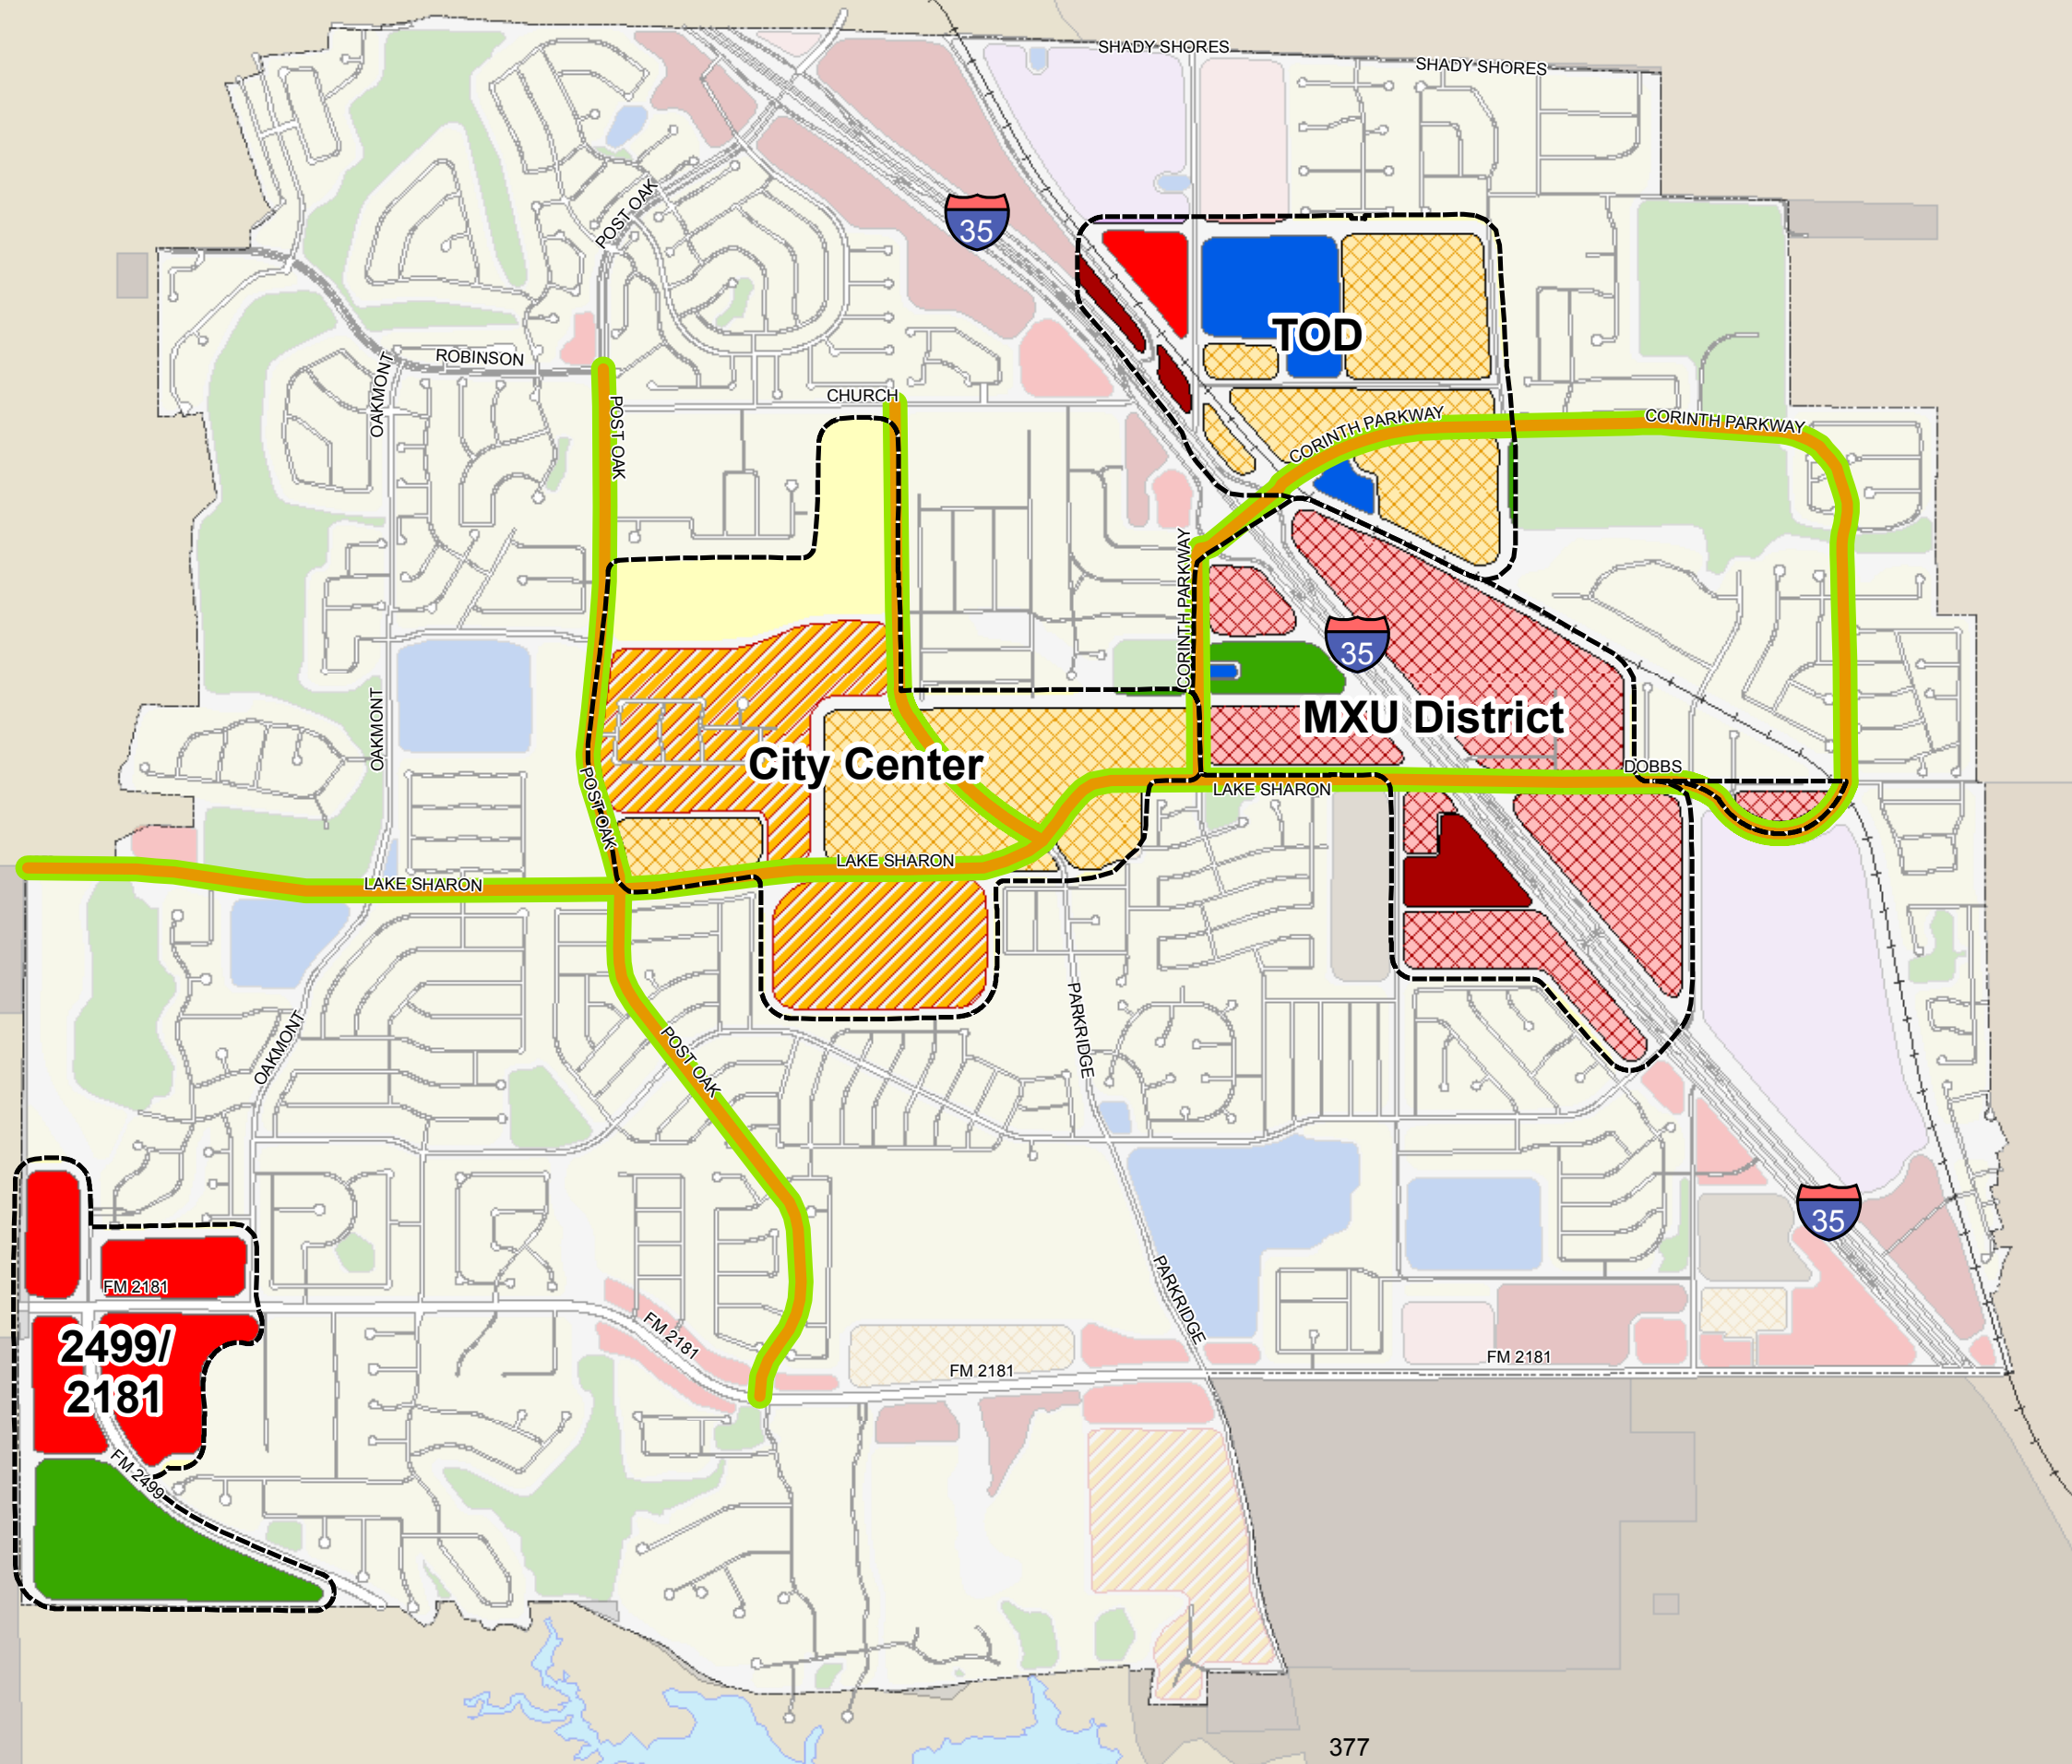 SHADY SHORES
SHADY SHORES
POST OAK
35
TOD
ROBINSON
OAKMONT
POST OAK
CHURCH
CORINTH PARKWAY
CORINTH PARKWAY
CORINTH PARKWAY
35
OAKMONT
MXU District
City Center
POST OAK
DOBBS
LAKE SHARON
LAKE SHARON
LAKE SHARON
OAKMONT
POST OAK
PARKRIDGE
35
FM 2181
PARKRIDGE
2499/
2181
FM 2181
FM 2181
FM 2181
FM 2499
377